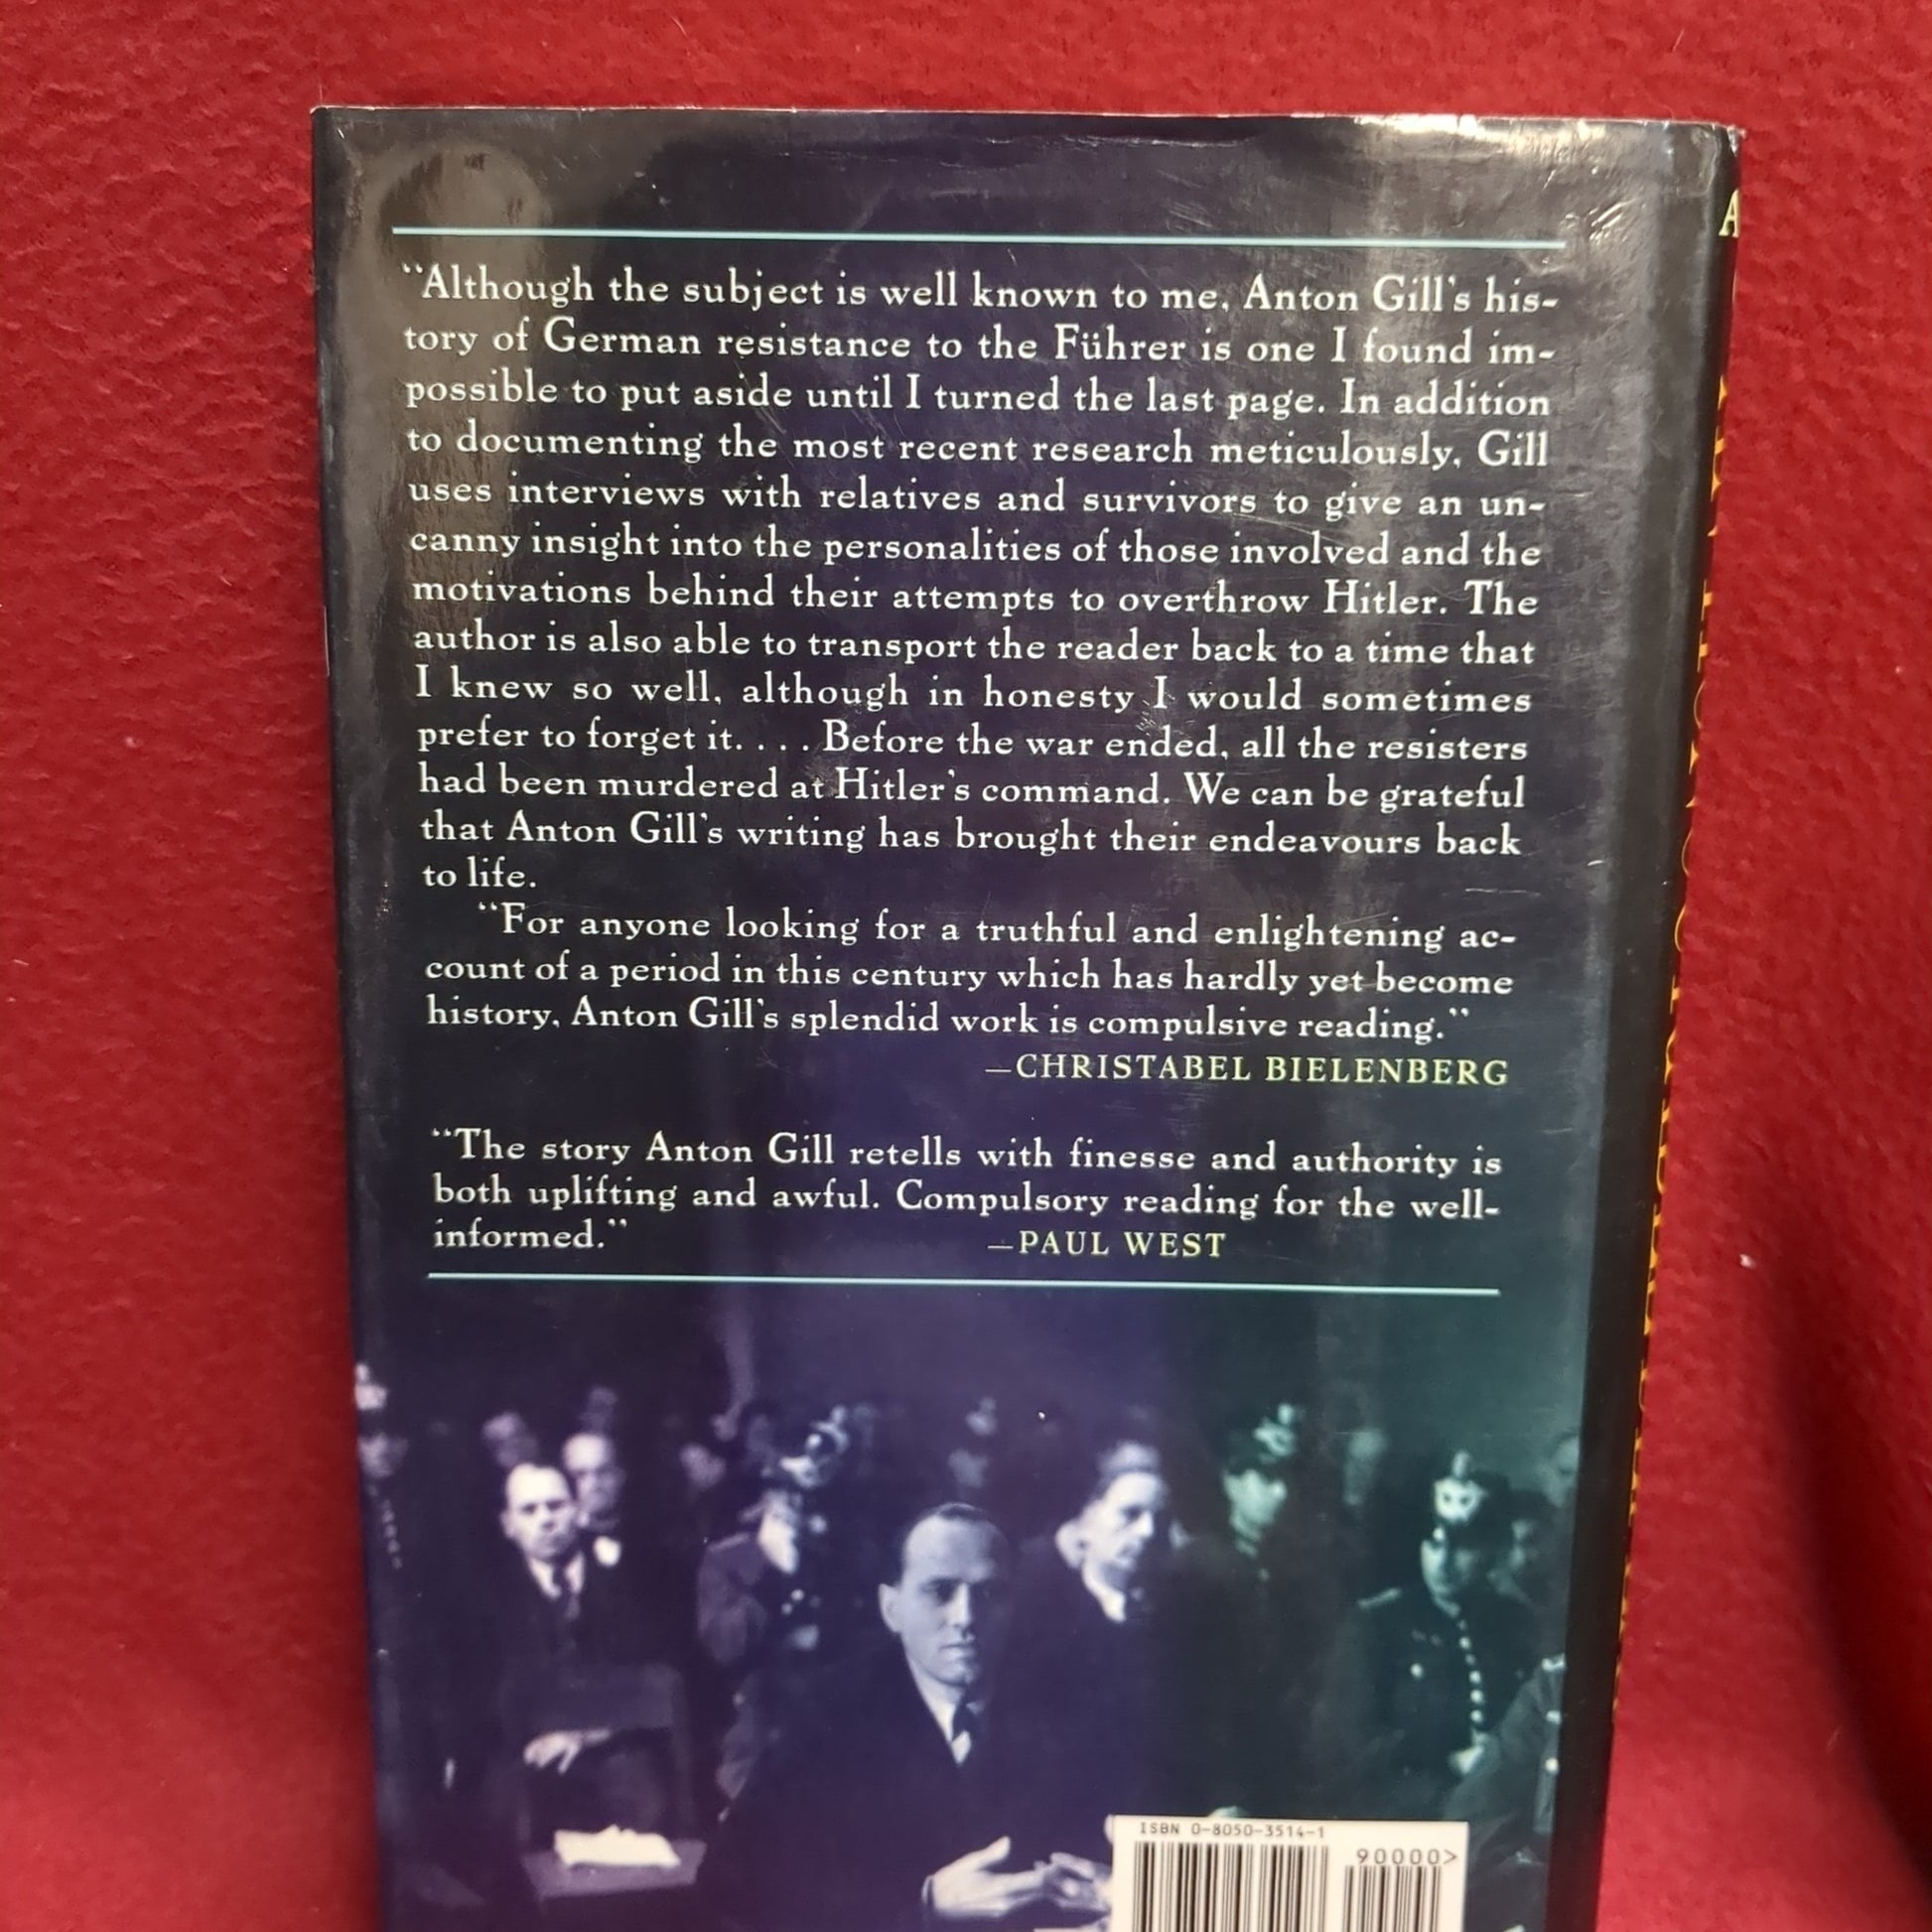 “Although the subject is well known to me, Anton Gill’s his-
tory of German resistance to the Führer is one I found im-
possible to put aside until I turned the last page. In addition
to documenting the most recent research meticulously, Gill
uses interviews with relatives and survivors to give an un-
canny insight into the personalities of those involved and the
motivations behind their attempts to overthrow Hitler. The
author is also able to transport the reader back to a time that
I knew so well, although in honesty I would sometimes
prefer to forget it. . . . Before the war ended, all the resisters
had been murdered at Hitler’s command. We can be grateful
that Anton Gill’s writing has brought their endeavours back
to life.
“For anyone looking for a truthful and enlightening ac-
count of a period in this century which has hardly yet become
history, Anton Gill’s splendid work is compulsive reading.”
—CHRISTABEL BIELENBERG
“The story Anton Gill retells with finesse and authority is
both uplifting and awful. Compulsory reading for the well-
informed.” —PAUL WEST
ISBN 0-8050-3514-1
90000>